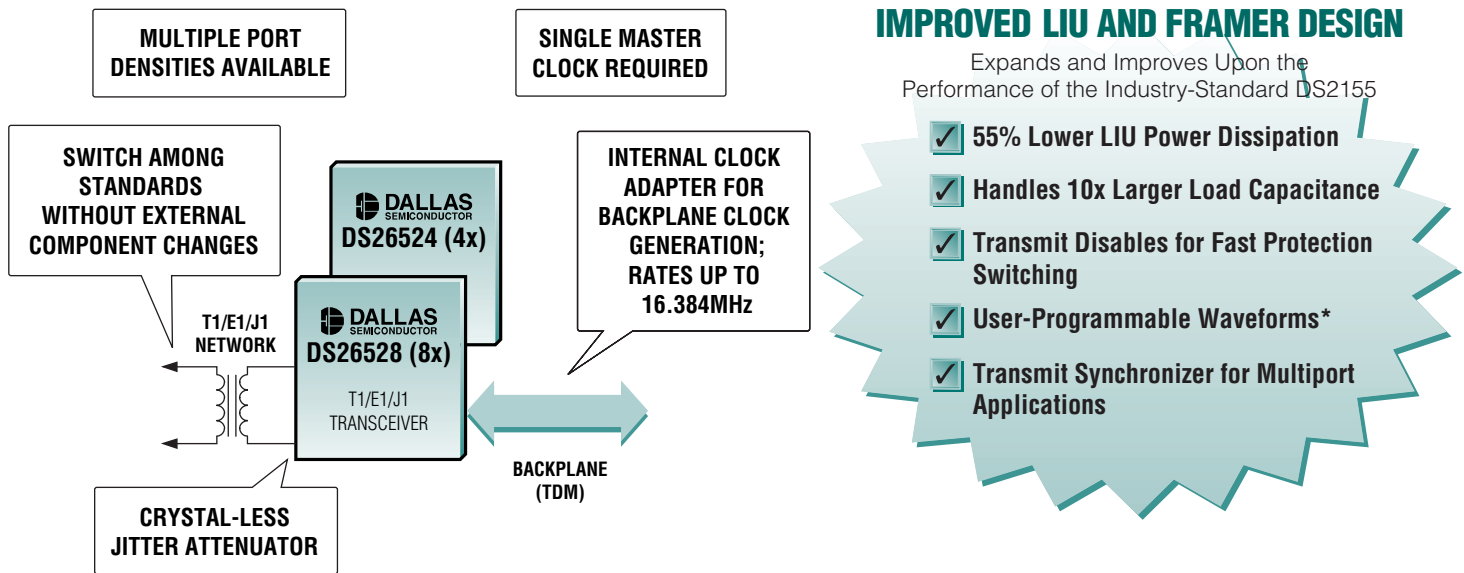 MULTIPLE PORT
DENSITIES AVAILABLE
SINGLE MASTER
CLOCK REQUIRED
SWITCH AMONG
STANDARDS
WITHOUT EXTERNAL
COMPONENT CHANGES
DALLAS
SEMICONDUCTOR
DS26524 (4x)
INTERNAL CLOCK
ADAPTER FOR
BACKPLANE CLOCK
GENERATION;
RATES UP TO
16.384MHz
T1/E1/J1
NETWORK
DALLAS
SEMICONDUCTOR
DS26528 (8x)
T1/E1/J1
TRANSCEIVER
BACKPLANE
(TDM)
CRYSTAL-LESS
JITTER ATTENUATOR
IMPROVED LIU AND FRAMER DESIGN
Expands and Improves Upon the
Performance of the Industry-Standard DS2155
✓ 55% Lower LIU Power Dissipation
✓ Handles 10x Larger Load Capacitance
✓ Transmit Disables for Fast Protection
Switching
✓ User-Programmable Waveforms*
✓ Transmit Synchronizer for Multiport
Applications